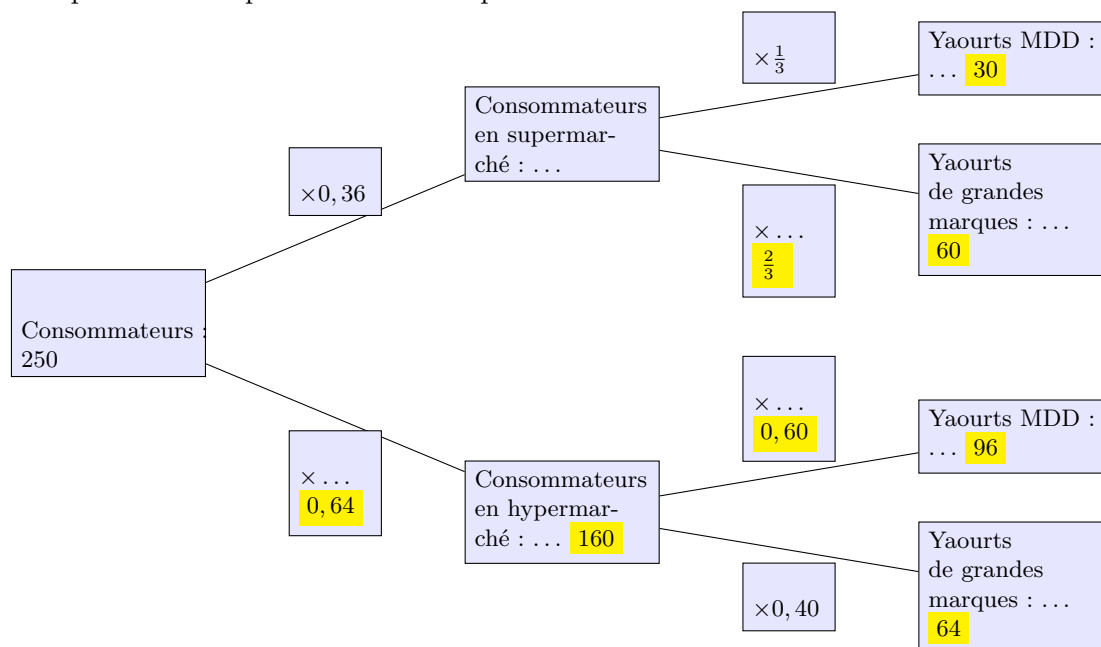 ×1/3
Yaourts MDD :
... 30
Consommateurs
en supermar-
ché : ...
×0, 36
Yaourts
de grandes
marques : ...
60
× ...
2/3
Consommateurs :
250
× ...
0, 60
Yaourts MDD :
... 96
× ...
0, 64
Consommateurs
en hypermar-
ché : ... 160
Yaourts
de grandes
marques : ...
64
×0, 40